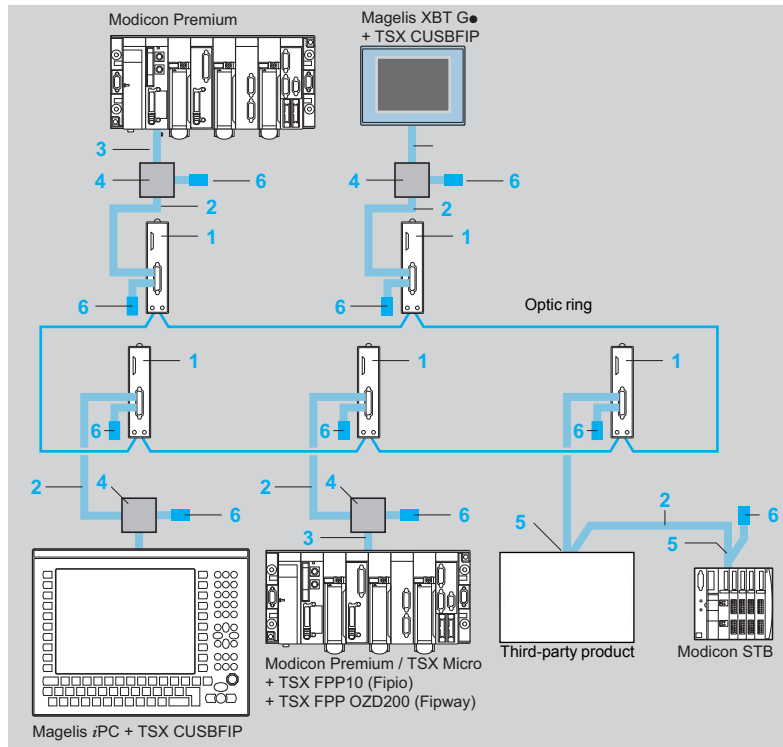 Modicon Premium
Magelis XBT G●
+ TSX CUSBFIP
3
4
6
4
6
2
2
1
1
6
6
Optic ring
1
1
1
6
6
6
2
4
6
2
4
6
3
2
6
5
5
Third-party product
Modicon STB
Modicon Premium / TSX Micro
+ TSX FPP10 (Fipio)
+ TSX FPP OZD200 (Fipway)
Magelis iPC + TSX CUSBFIP